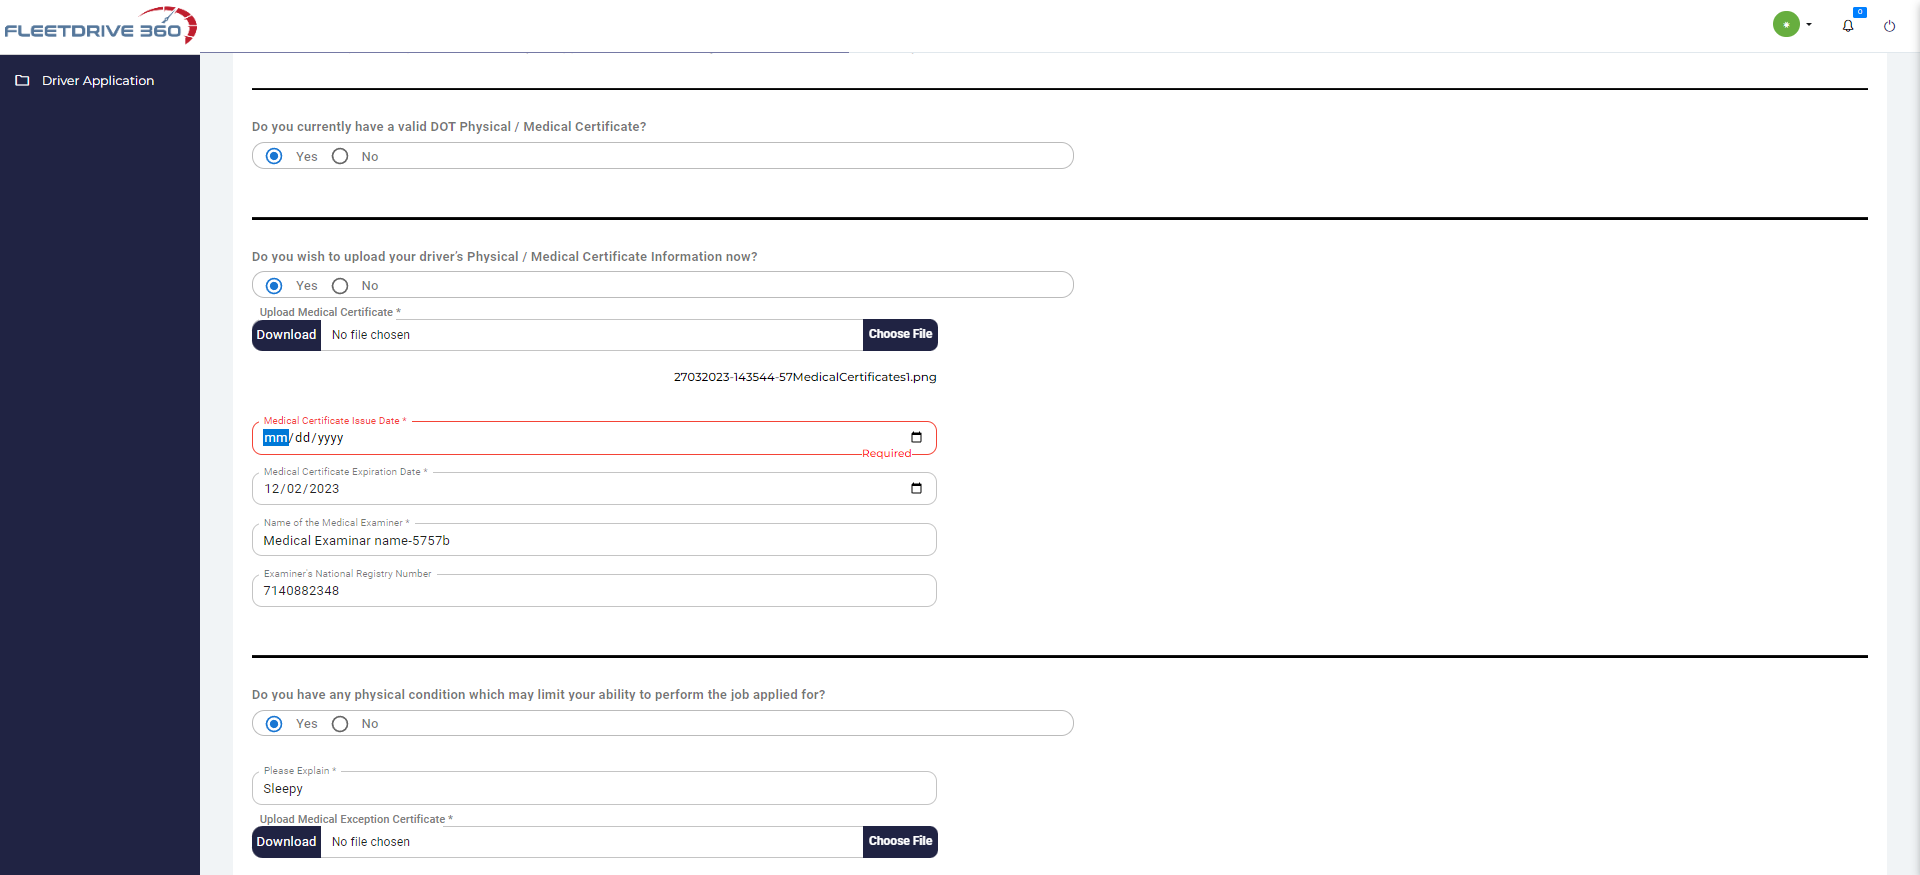 FLEETDRIVE 360
0
Driver Application
Do you currently have a valid DOT Physical / Medical Certificate?
Yes No
Do you wish to upload your driver's Physical / Medical Certificate Information now?
Yes No
Upload Medical Certificate *
Download No file chosen Choose File
27032023-143544-57MedicalCertificates1.png
Medical Certificate Issue Date *
mm/dd/yyyy
Required
Medical Certificate Expiration Date *
12/02/2023
Name of the Medical Examiner *
Medical Examinar name-5757b
Examiner's National Registry Number
7140882348
Do you have any physical condition which may limit your ability to perform the job applied for?
Yes No
Please Explain *
Sleepy
Upload Medical Exception Certificate *
Download No file chosen Choose File